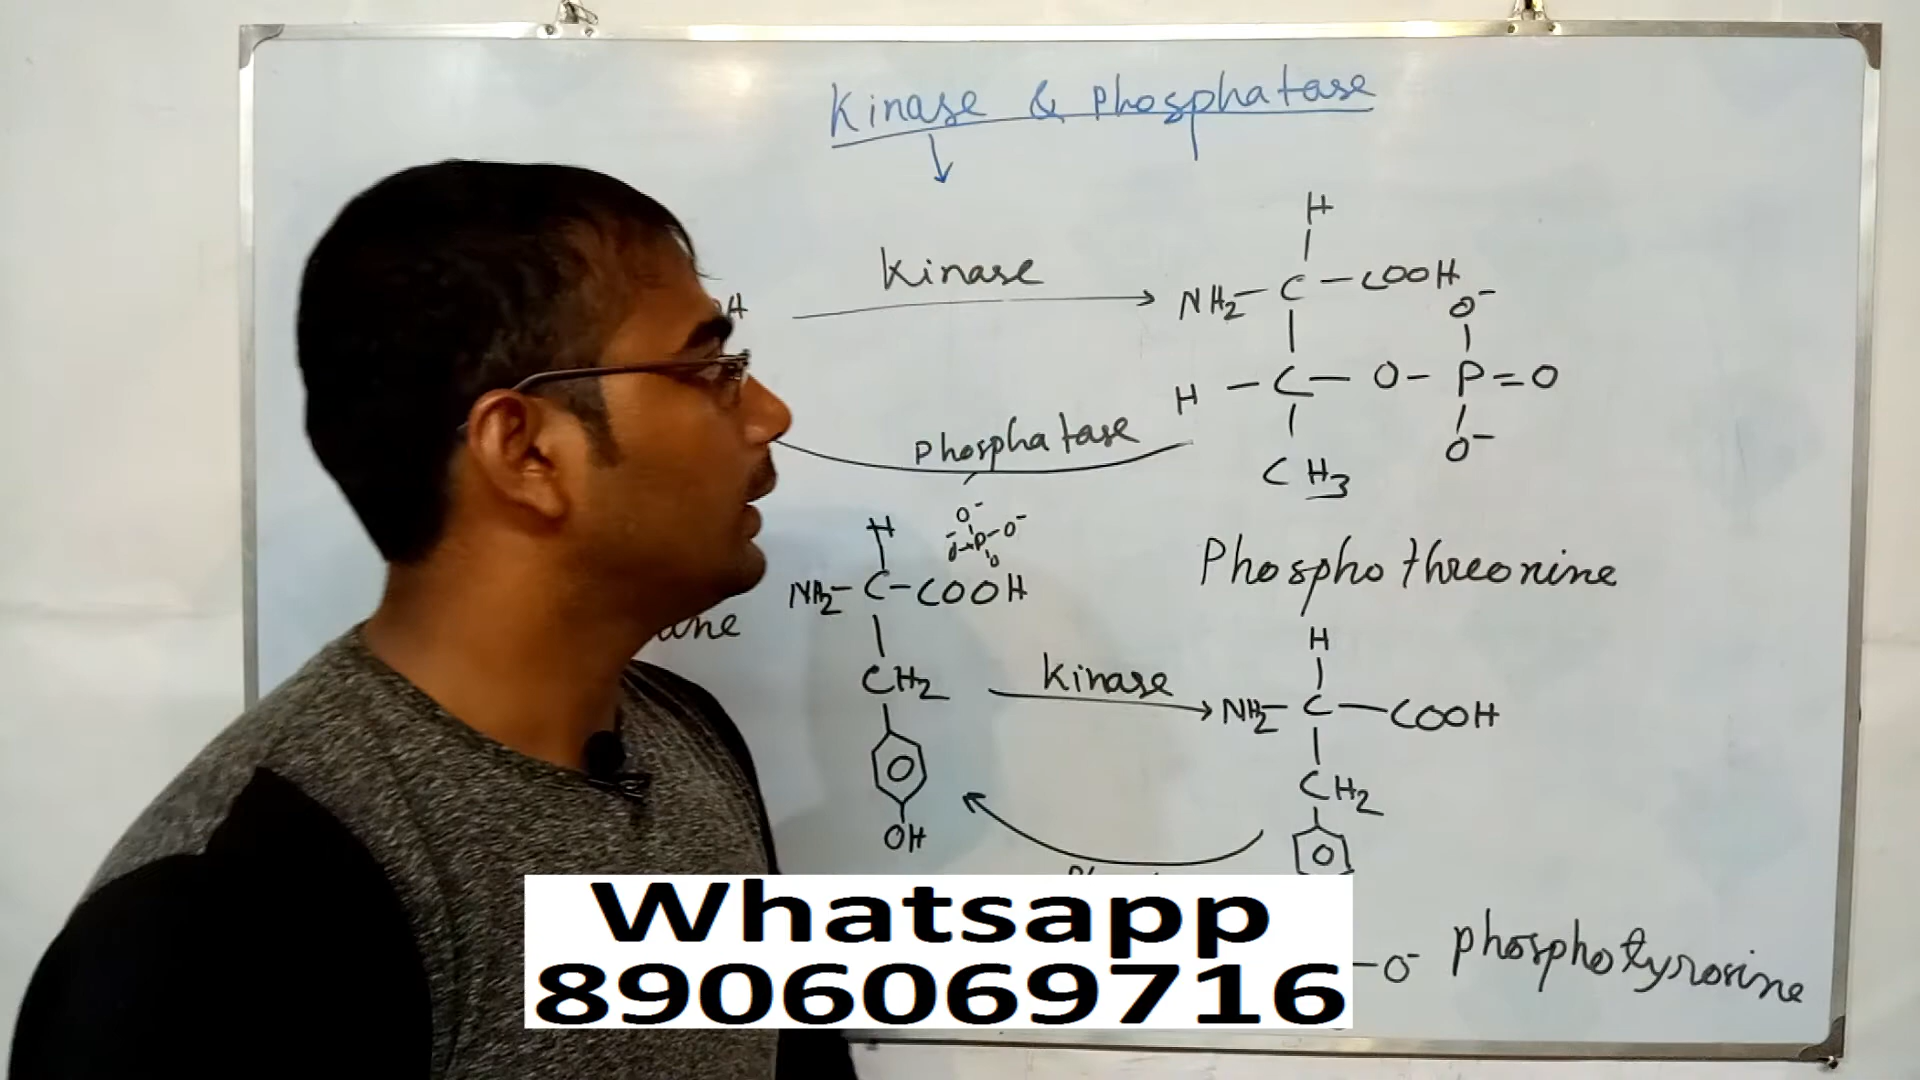 Kinase & Phosphatase
H
Kinase
NH2 - C - COOH
H
O-
H - C - O - P = O
Phosphatase
O-
CH3
H
O-
O- P - O-
O
NH2 - C - COOH
Phosphothreonine
H
Kinase
CH2
NH2 - C - COOH
CH2
OH
Whatsapp
8906069716
- O- phosphotyrosine